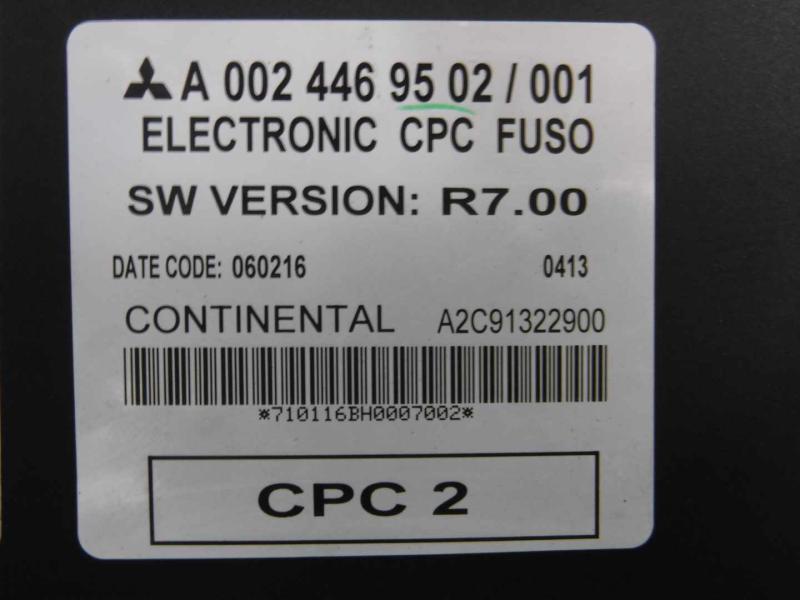 A 002 446 95 02 / 001
ELECTRONIC CPC FUSO
SW VERSION: R7.00
DATE CODE: 060216 0413
CONTINENTAL A2C91322900
*710116BH0007002*
CPC 2